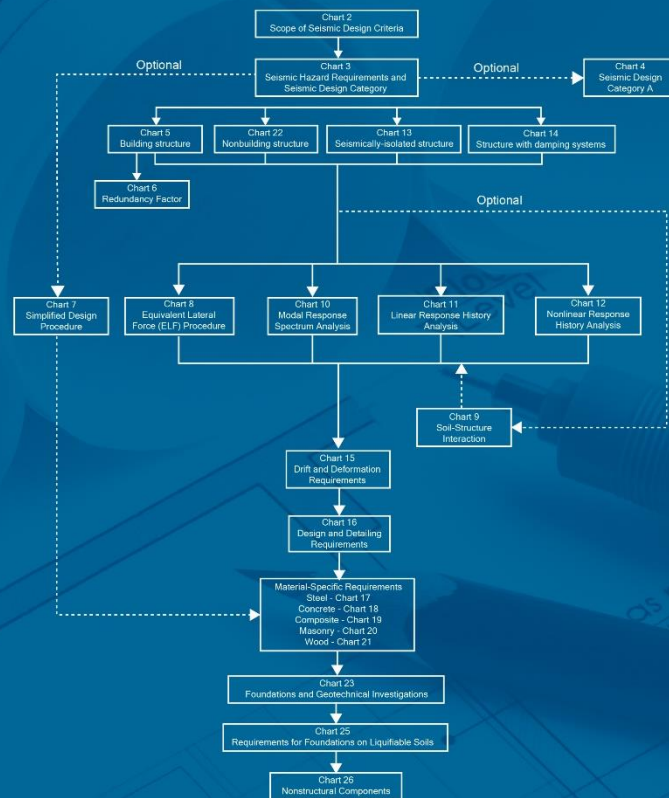 Chart 2
Scope of Seismic Design Criteria
Optional
Chart 3
Seismic Hazard Requirements and
Seismic Design Category
Optional
Chart 4
Seismic Design
Category A
Chart 5
Building structure
Chart 22
Nonbuilding structure
Chart 13
Seismically-isolated structure
Chart 14
Structure with damping systems
Chart 6
Redundancy Factor
Optional
Chart 7
Simplified Design
Procedure
Chart 8
Equivalent Lateral
Force (ELF) Procedure
Chart 10
Modal Response
Spectrum Analysis
Chart 11
Linear Response History
Analysis
Chart 12
Nonlinear Response
History Analysis
Chart 9
Soil-Structure
Interaction
Chart 15
Drift and Deformation
Requirements
Chart 16
Design and Detailing
Requirements
Material-Specific Requirements
Steel - Chart 17
Concrete - Chart 18
Composite - Chart 19
Masonry - Chart 20
Wood - Chart 21
Chart 23
Foundations and Geotechnical Investigations
Chart 25
Requirements for Foundations on Liquifiable Soils
Chart 26
Nonstructural Components